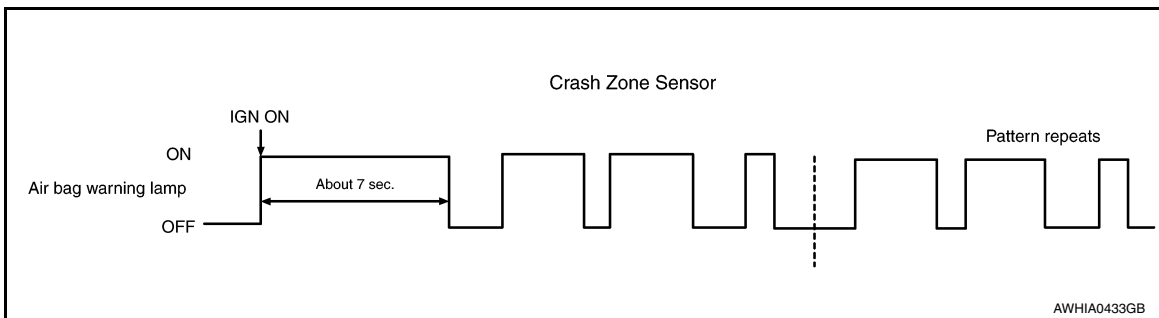 Crash Zone Sensor
IGN ON
Pattern repeats
ON
Air bag warning lamp
About 7 sec.
OFF
AWHIA0433GB